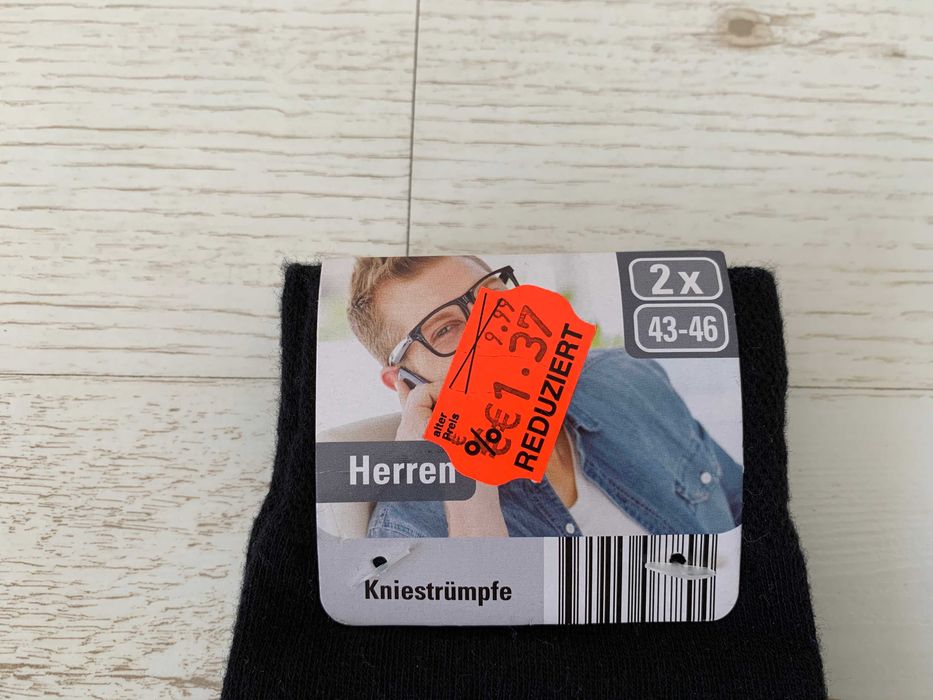 2x
43-46
alter
Preis
€
9.99
%
€€1.37
REDUZIERT
Herren
Kniestrümpfe